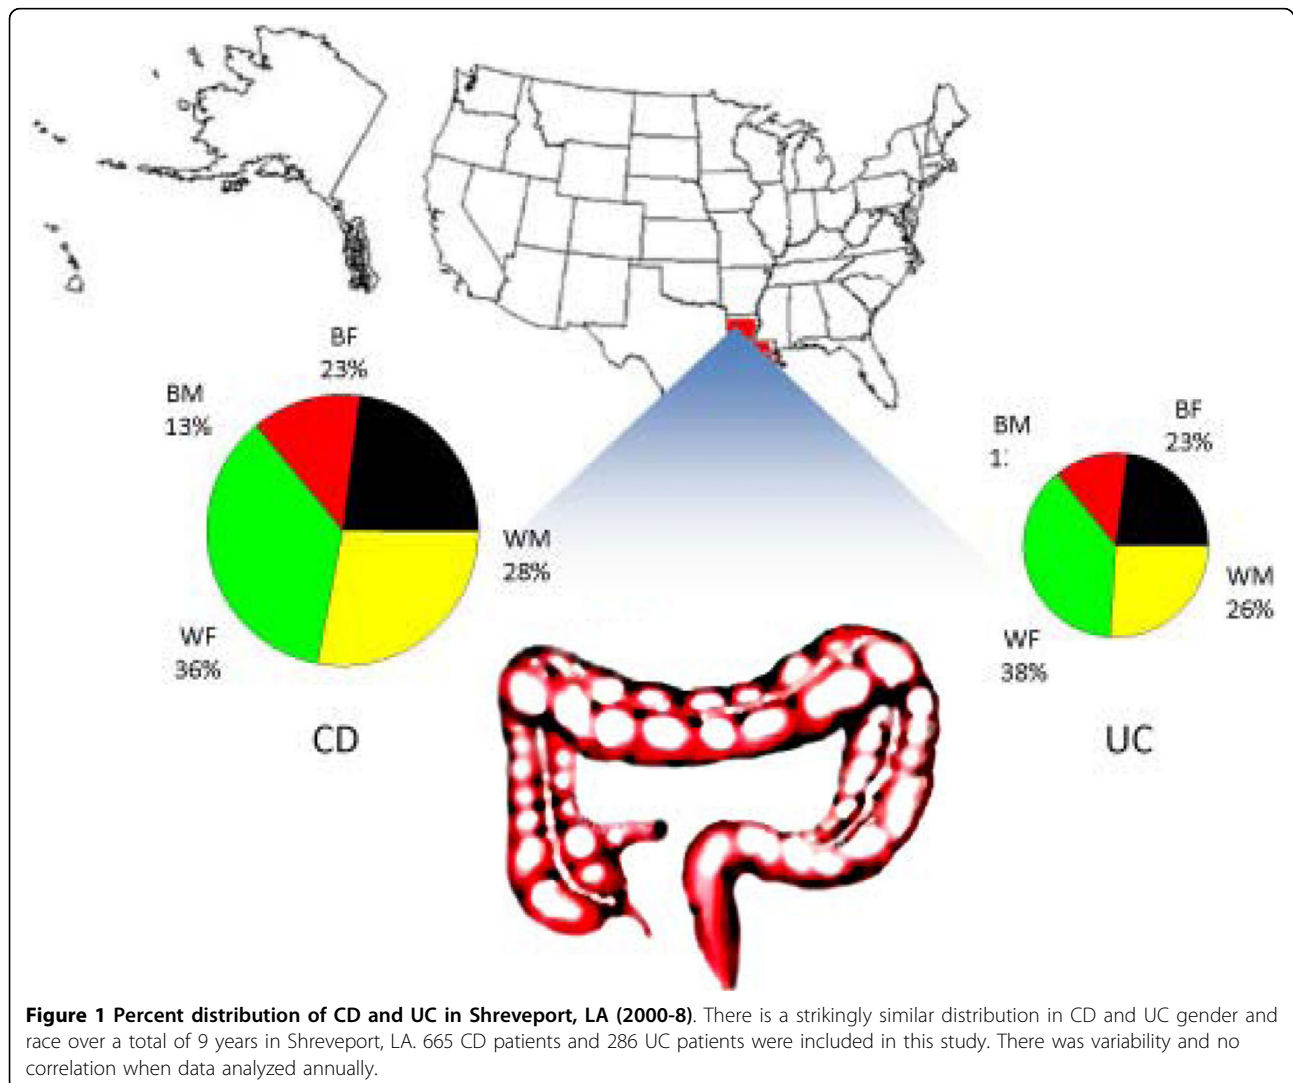 BF
23%
BM
13%
WM
28%
WF
36%
CD
BF
23%
BM
WM
26%
WF
38%
UC
Figure 1 Percent distribution of CD and UC in Shreveport, LA (2000-8). There is a strikingly similar distribution in CD and UC gender and
race over a total of 9 years in Shreveport, LA. 665 CD patients and 286 UC patients were included in this study. There was variability and no
correlation when data analyzed annually.